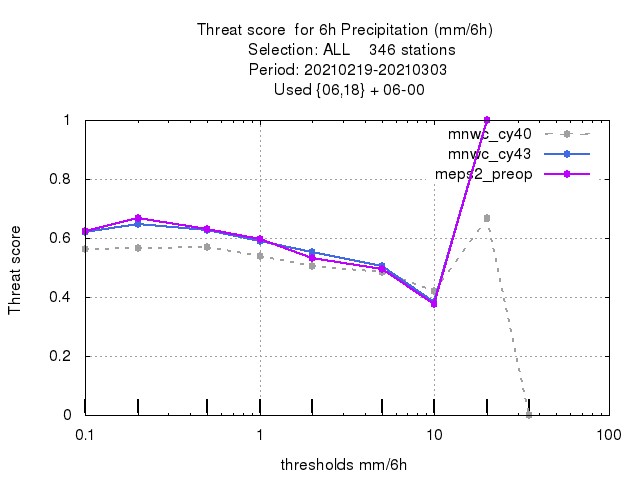 Threat score  for 6h Precipitation (mm/6h)
Selection: ALL    346 stations
Period: 20210219-20210303
Used {06,18} + 06-00
mnwc_cy40
mnwc_cy43
meps2_preop
Threat score
1
0.8
0.6
0.4
0.2
0
0.1 1 10 100
thresholds mm/6h